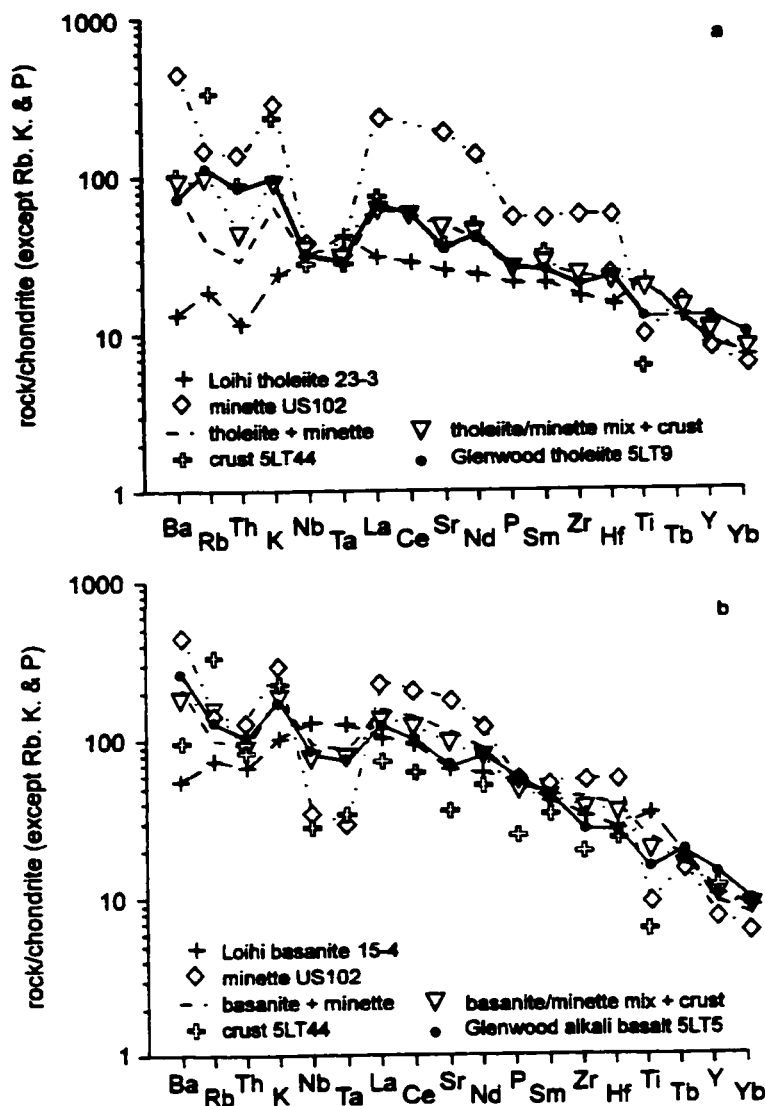 a
rock/chondrite (except Rb. K. & P)
1000
100
10
1
+ Loihi tholeiite 23-3
minette US102
tholeiite + minette
crust 5LT44
tholeiite/minette mix + crust
Glenwood tholeiite 5LT9
Ba Rb Th K Nb Ta La Ce Sr Nd P Sm Zr Hf Ti Tb Y Yb
b
rock/chondrite (except Rb. K. & P)
1000
100
10
1
+ Loihi basanite 15-4
minette US102
basanite + minette
crust 5LT44
basanite/minette mix + crust
Glenwood alkali basalt 5LT5
Ba Rb Th K Nb Ta La Ce Sr Nd P Sm Zr Hf Ti Tb Y Yb